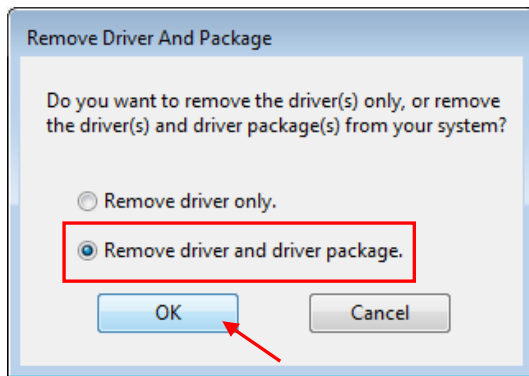 Remove Driver And Package
Do you want to remove the driver(s) only, or remove
the driver(s) and driver package(s) from your system?
Remove driver only.
Remove driver and driver package.
OK
Cancel